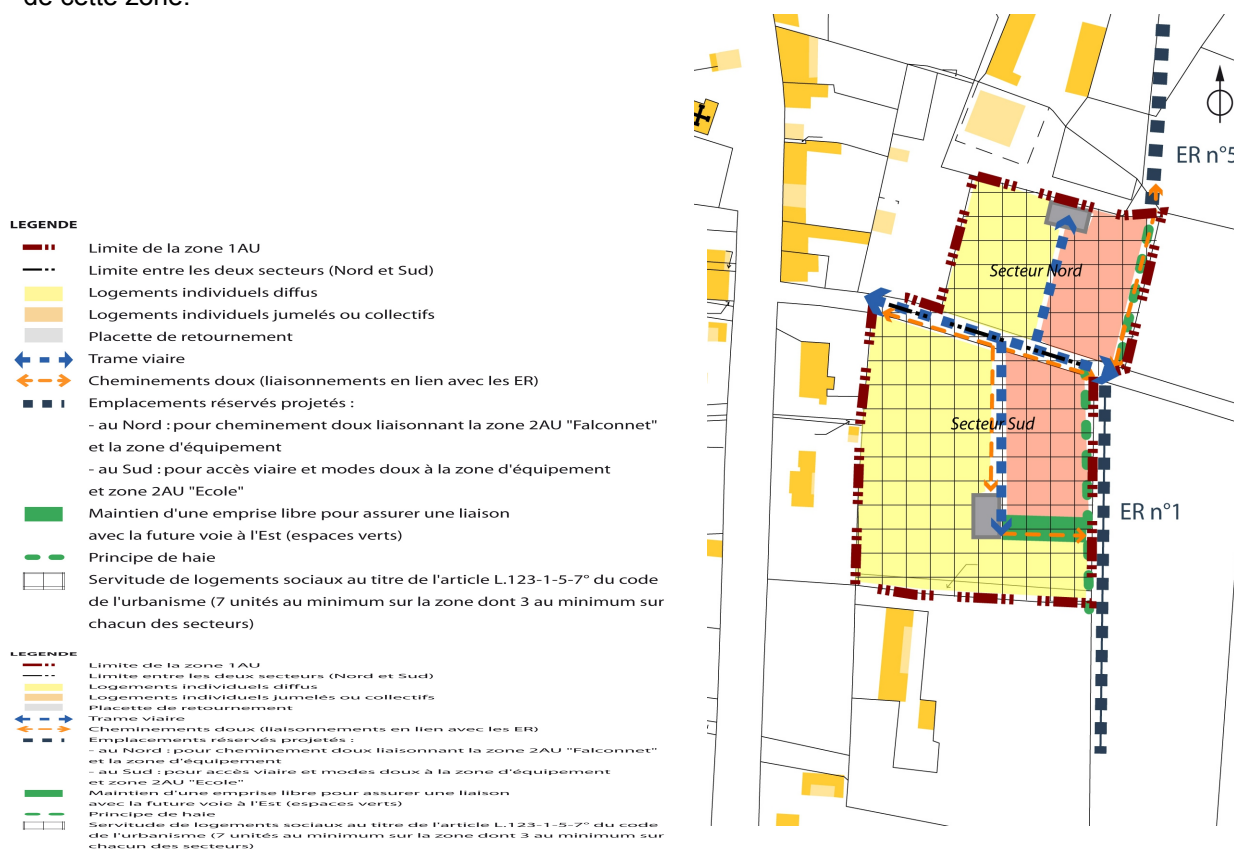 de cette zone.
LEGENDE
Limite de la zone 1AU
Limite entre les deux secteurs (Nord et Sud)
Logements individuels diffus
Logements individuels jumelés ou collectifs
Placette de retournement
Trame viaire
Cheminements doux (liaisonnements en lien avec les ER)
Emplacements réservés projetés :
- au Nord : pour cheminement doux liaisonnant la zone 2AU "Falconnet"
et la zone d'équipement
- au Sud : pour accès viaire et modes doux à la zone d'équipement
et zone 2AU "Ecole"
Maintien d'une emprise libre pour assurer une liaison
avec la future voie à l'Est (espaces verts)
Principe de haie
Servitude de logements sociaux au titre de l'article L.123-1-5-7° du code
de l'urbanisme (7 unités au minimum sur la zone dont 3 au minimum sur
chacun des secteurs)
LEGENDE
Limite de la zone 1AU
Limite entre les deux secteurs (Nord et Sud)
Logements individuels diffus
Logements individuels jumelés ou collectifs
Placette de retournement
Trame viaire
Cheminements doux (liaisonnements en lien avec les ER)
Emplacements réservés projetés :
- au Nord : pour cheminement doux liaisonnant la zone 2AU "Falconnet"
et la zone d'équipement
- au Sud : pour accès viaire et modes doux à la zone d'équipement
et zone 2AU "Ecole"
Maintien d'une emprise libre pour assurer une liaison
avec la future voie à l'Est (espaces verts)
Principe de haie
Servitude de logements sociaux au titre de l'article L.123-1-5-7° du code
de l'urbanisme (7 unités au minimum sur la zone dont 3 au minimum sur
chacun des secteurs)
ER n°5
Secteur Nord
Secteur Sud
ER n°1